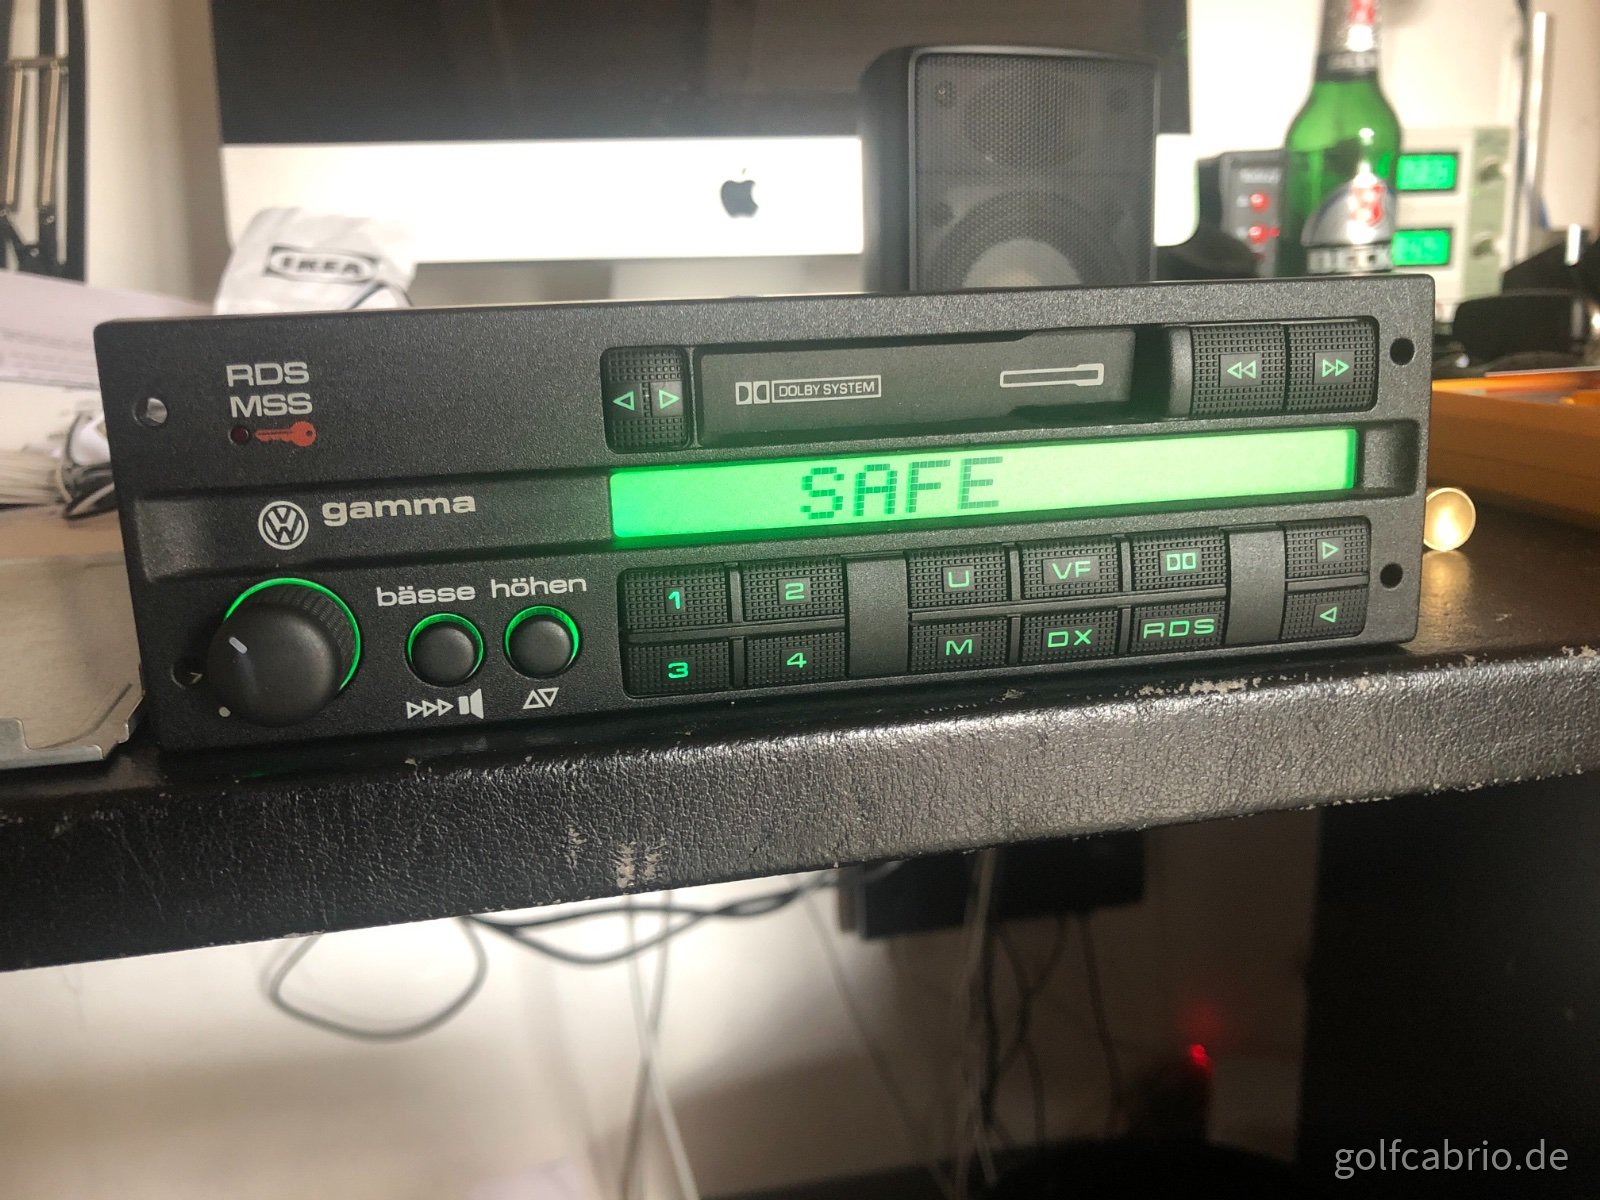 IKEA
BECK
RDS
MSS
DOLBY SYSTEM
SAFE
gamma
bässe höhen
1 2 U VF
3 4 M DX RDS
golfcabrio.de